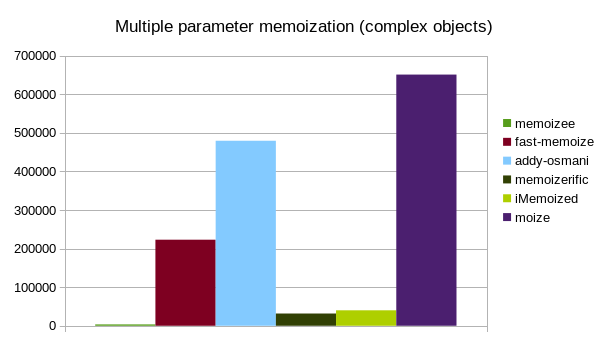 Multiple parameter memoization (complex objects)
700000
600000
500000
400000
300000
200000
100000
0
memoizee
fast-memoize
addy-osmani
memoizerific
iMemoized
moize